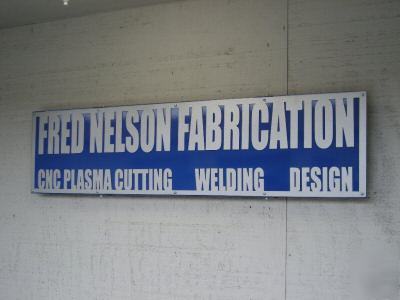 FRED NELSON FABRICATION
CNC PLASMA CUTTING WELDING DESIGN